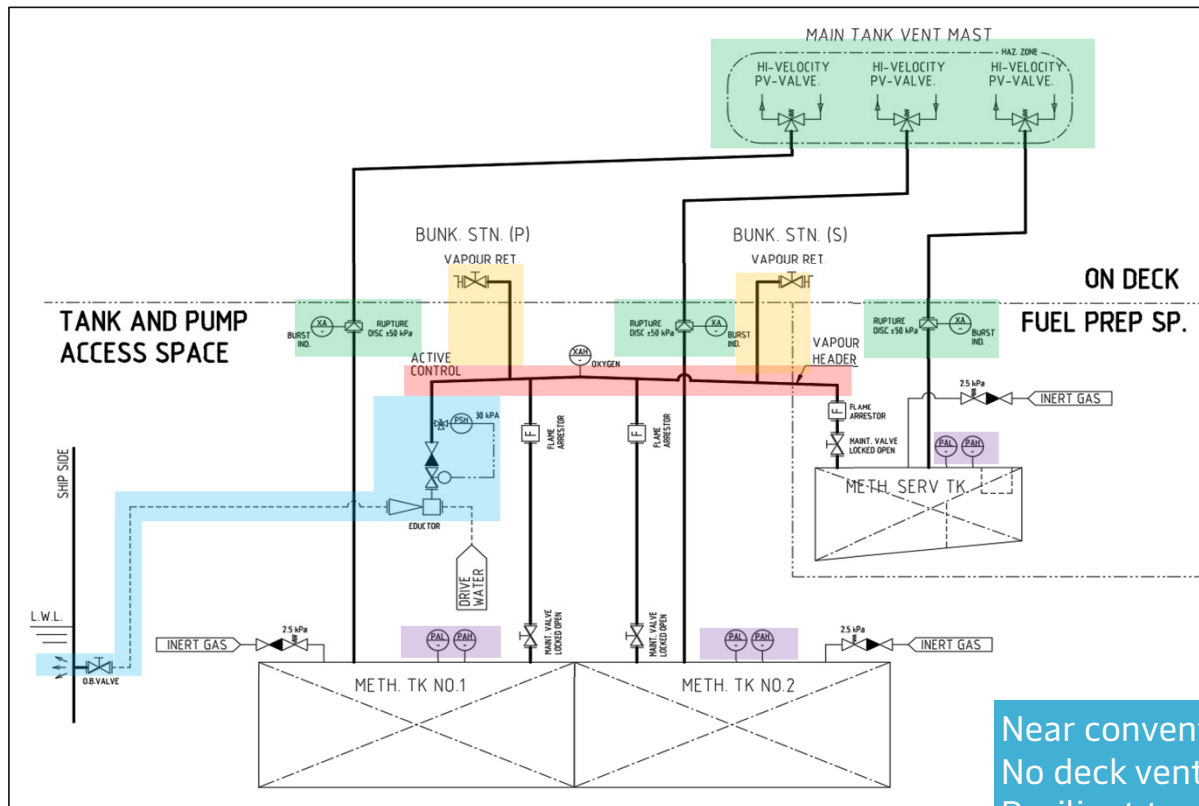 MAIN TANK VENT MAST
HAZ. ZONE
HI-VELOCITY
PV-VALVE.
HI-VELOCITY
PV-VALVE.
HI-VELOCITY
PV-VALVE.
BUNK. STN. (P)
VAPOUR RET.
BUNK. STN. (S)
VAPOUR RET.
ON DECK
TANK AND PUMP
ACCESS SPACE
XA
-
BURST
IND.
RUPTURE
DISC ±50 kPa
RUPTURE
DISC ±50 kPa
XA
-
BURST
IND.
RUPTURE
DISC ±50 kPa
XA
-
BURST
IND.
FUEL PREP SP.
ACTIVE
CONTROL
XAH
-
OXYGEN
VAPOUR
HEADER
2.5 kPa
INERT GAS
PSH
30 kPA
F
FLAME
ARRESTOR
F
FLAME
ARRESTOR
F
FLAME
ARRESTOR
MAINT. VALVE
LOCKED OPEN
PAL
-
PAH
-
METH. SERV TK.
SHIP SIDE
EDUCTOR
DRIVE
WATER
L.W.L.
O.B.VALVE
INERT GAS
2.5 kPa
PAL
-
PAH
-
MAINT. VALVE
LOCKED OPEN
MAINT. VALVE
LOCKED OPEN
PAL
-
PAH
-
2.5 kPa
INERT GAS
METH. TK NO.1
METH. TK NO.2
Near convent
No deck vent